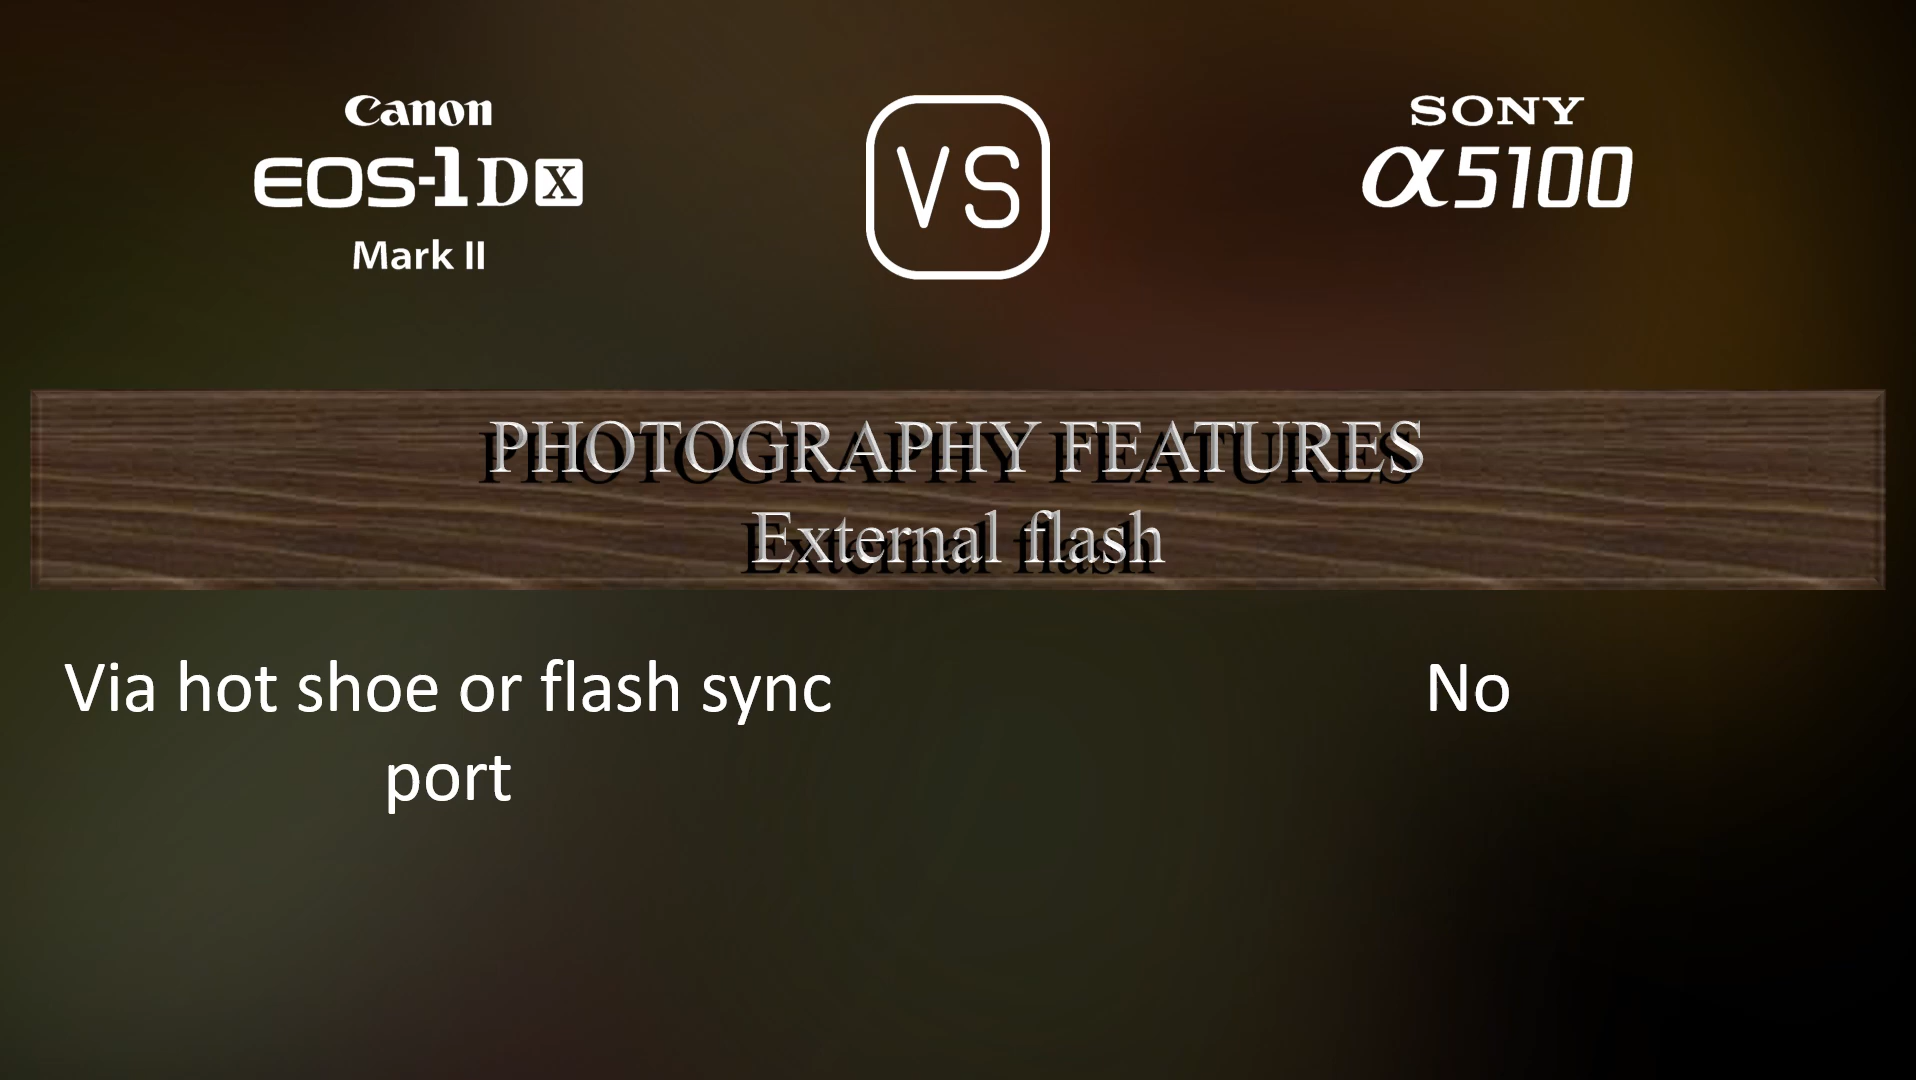 Canon
EOS-1DX
Mark II
VS
SONY
α5100
PHOTOGRAPHY FEATURES
External flash
Via hot shoe or flash sync
port
No